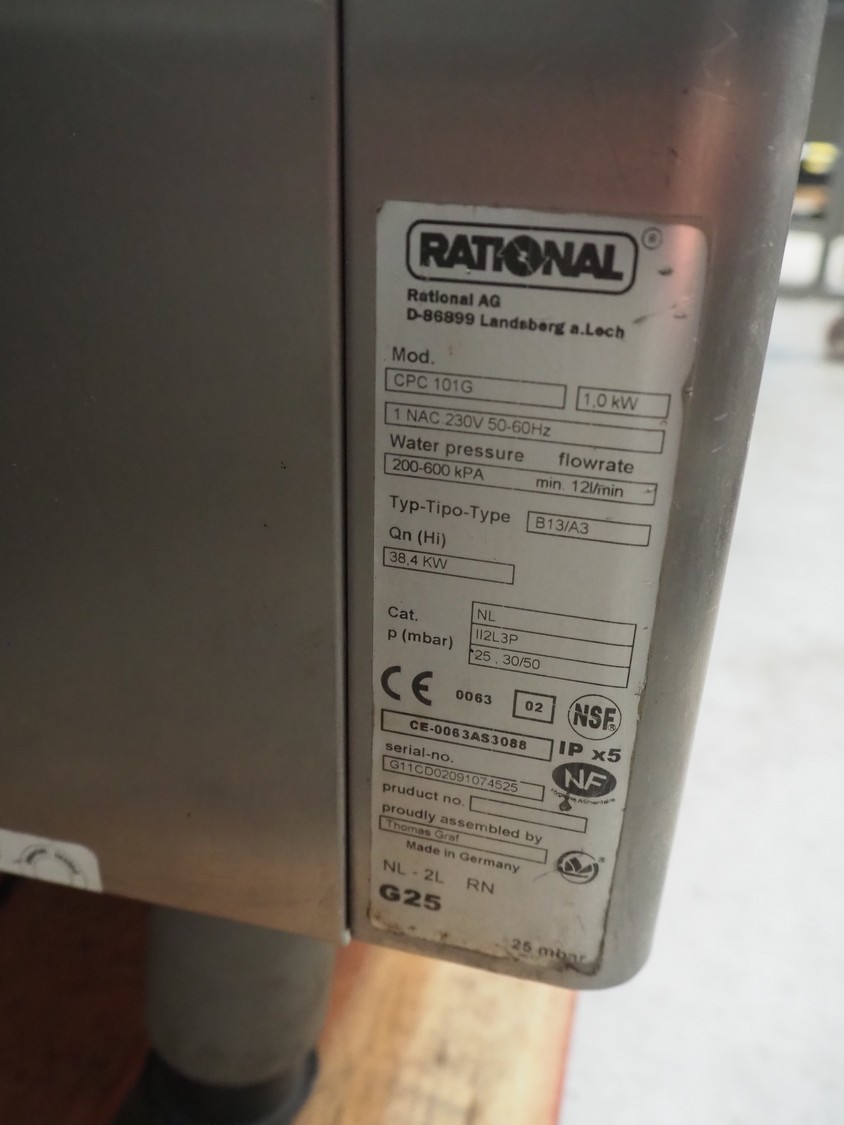 RATIONAL ®
Rational AG
D-86899 Landsberg a.Lech
Mod.
CPC 101G 1,0 kW
1 NAC 230V 50-60Hz
Water pressure flowrate
200-600 kPA min. 12l/min
Typ-Tipo-Type B13/A3
Qn (Hi)
38,4 KW
Cat. NL
p (mbar) II2L3P
25 , 30/50
CE 0063 02 NSF®
CE-0063AS3088 IP x5
serial-no. NF
G11CD02091074525
pruduct no.
proudly assembled by
Thomas Graf
Made in Germany
NL - 2L RN
G25
25 mbar